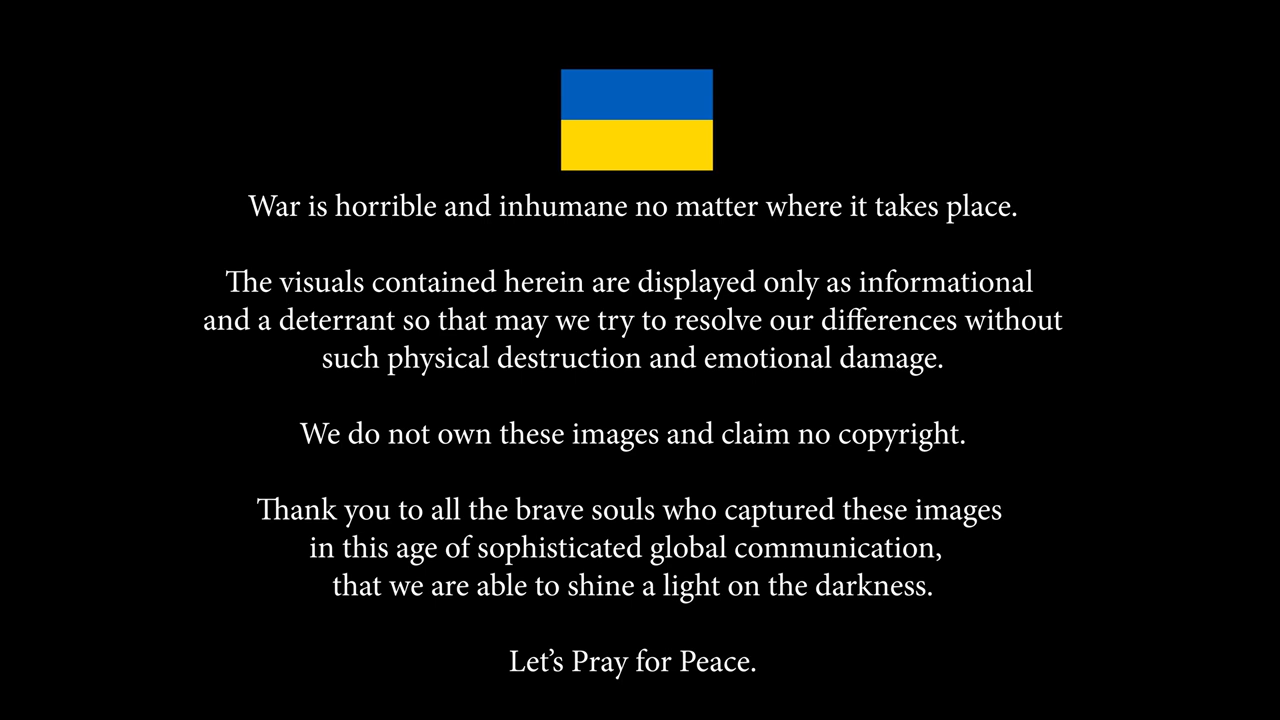 War is horrible and inhumane no matter where it takes place.
The visuals contained herein are displayed only as informational
and a deterrant so that may we try to resolve our differences without
such physical destruction and emotional damage.
We do not own these images and claim no copyright.
Thank you to all the brave souls who captured these images
in this age of sophisticated global communication,
that we are able to shine a light on the darkness.
Let’s Pray for Peace.